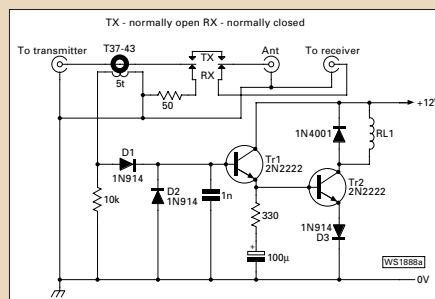 TX - normally open RX - normally closed
To transmitter
T37-43
TX
Ant
To receiver
RX
5t
50
+12V
1N4001
RL1
D1
Tr1
2N2222
1N914
D2
1N914
1n
Tr2
2N2222
10k
330
1N914
D3
+
100µ
WS1888a
0V